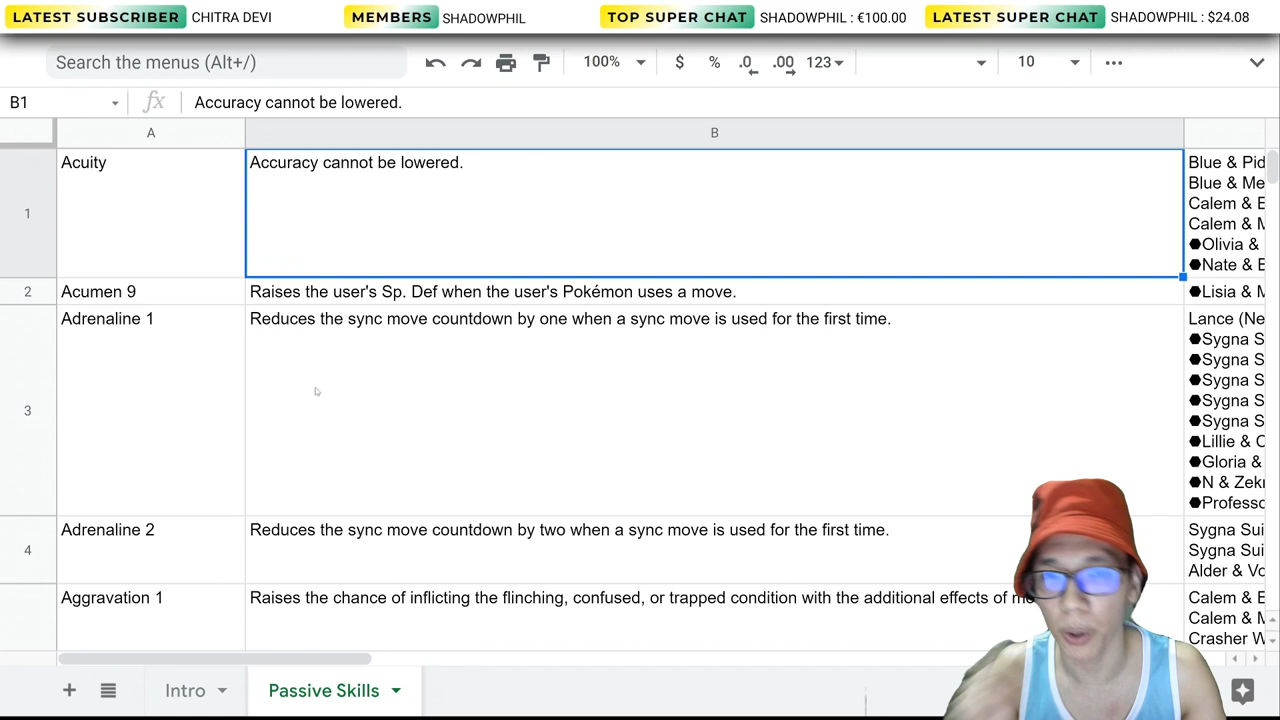 LATEST SUBSCRIBER CHITRA DEVI MEMBERS SHADOWPHIL TOP SUPER CHAT SHADOWPHIL : €100.00 LATEST SUPER CHAT SHADOWPHIL : $24.08
Search the menus (Alt+/) 100% $ % .0 .00 123 10
B1 fx Accuracy cannot be lowered.
A B
1 Acuity Accuracy cannot be lowered. Blue & Pid
Blue & Me
Calem & E
Calem & M
⬣Olivia &
⬣Nate & E
2 Acumen 9 Raises the user's Sp. Def when the user's Pokémon uses a move. ⬣Lisia & M
3 Adrenaline 1 Reduces the sync move countdown by one when a sync move is used for the first time. Lance (Ne
⬣Sygna S
⬣Sygna S
⬣Sygna S
⬣Sygna S
⬣Sygna S
⬣Lillie & C
⬣Gloria &
⬣N & Zekr
⬣Professo
4 Adrenaline 2 Reduces the sync move countdown by two when a sync move is used for the first time. Sygna Sui
Sygna Sui
Alder & Vo
Aggravation 1 Raises the chance of inflicting the flinching, confused, or trapped condition with the additional effects of Calem & E
Calem & M
Crasher W
Intro Passive Skills